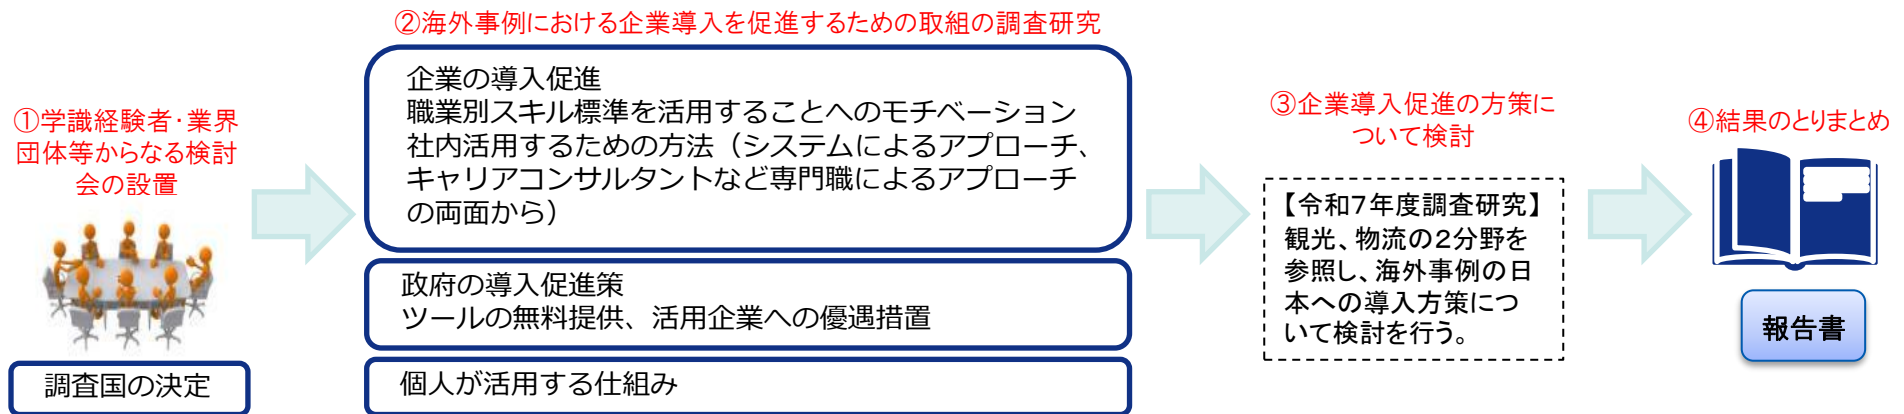 ①学識経験者･業界
団体等からなる検討
会の設置
調査国の決定
②海外事例における企業導入を促進するための取組の調査研究
企業の導入促進
職業別スキル標準を活用することへのモチベーション
社内活用するための方法（システムによるアプローチ、
キャリアコンサルタントなど専門職によるアプローチ
の両面から）
政府の導入促進策
ツールの無料提供、活用企業への優遇措置
個人が活用する仕組み
③企業導入促進の方策に
ついて検討
【令和７年度調査研究】
観光、物流の２分野を
参照し、海外事例の日
本への導入方策につ
いて検討を行う。
④結果のとりまとめ
報告書